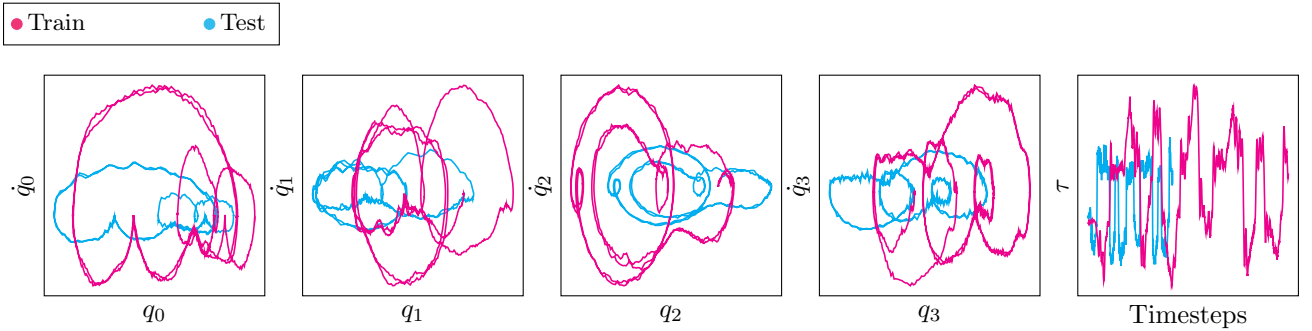 Train Test
q̇₀
q₀
q̇₁
q₁
q̇₂
q₂
q̇₃
q₃
τ
Timesteps